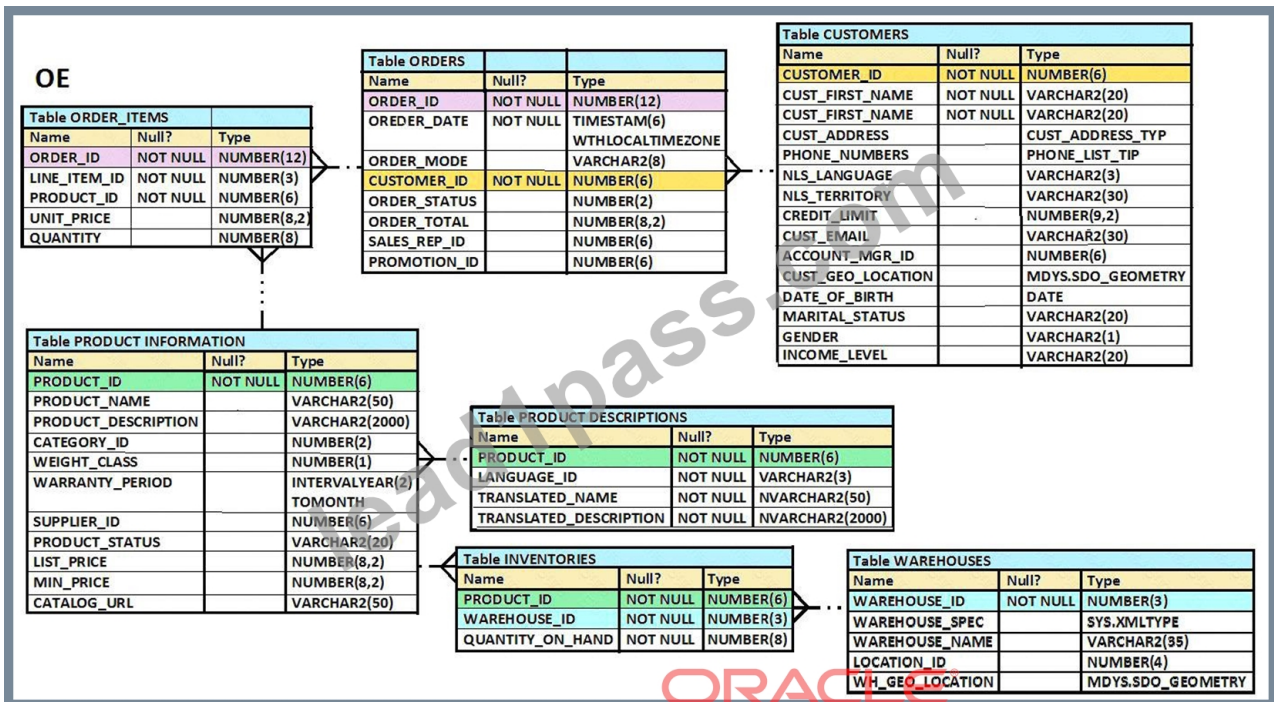 OE
Table ORDER_ITEMS
Name Null? Type
ORDER_ID NOT NULL NUMBER(12)
LINE_ITEM_ID NOT NULL NUMBER(3)
PRODUCT_ID NOT NULL NUMBER(6)
UNIT_PRICE NUMBER(8,2)
QUANTITY NUMBER(8)
Table ORDERS
Name Null? Type
ORDER_ID NOT NULL NUMBER(12)
OREDER_DATE NOT NULL TIMESTAM(6)
WTHLOCALTIMEZONE
ORDER_MODE VARCHAR2(8)
CUSTOMER_ID NOT NULL NUMBER(6)
ORDER_STATUS NUMBER(2)
ORDER_TOTAL NUMBER(8,2)
SALES_REP_ID NUMBER(6)
PROMOTION_ID NUMBER(6)
Table CUSTOMERS
Name Null? Type
CUSTOMER_ID NOT NULL NUMBER(6)
CUST_FIRST_NAME NOT NULL VARCHAR2(20)
CUST_FIRST_NAME NOT NULL VARCHAR2(20)
CUST_ADDRESS CUST_ADDRESS_TYP
PHONE_NUMBERS PHONE_LIST_TIP
NLS_LANGUAGE VARCHAR2(3)
NLS_TERRITORY VARCHAR2(30)
CREDIT_LIMIT NUMBER(9,2)
CUST_EMAIL VARCHAR2(30)
ACCOUNT_MGR_ID NUMBER(6)
CUST_GEO_LOCATION MDYS.SDO_GEOMETRY
DATE_OF_BIRTH DATE
MARITAL_STATUS VARCHAR2(20)
GENDER VARCHAR2(1)
INCOME_LEVEL VARCHAR2(20)
Table PRODUCT INFORMATION
Name Null? Type
PRODUCT_ID NOT NULL NUMBER(6)
PRODUCT_NAME VARCHAR2(50)
PRODUCT_DESCRIPTION VARCHAR2(2000)
CATEGORY_ID NUMBER(2)
WEIGHT_CLASS NUMBER(1)
WARRANTY_PERIOD INTERVALYEAR(2)
TOMONTH
SUPPLIER_ID NUMBER(6)
PRODUCT_STATUS VARCHAR2(20)
LIST_PRICE NUMBER(8,2)
MIN_PRICE NUMBER(8,2)
CATALOG_URL VARCHAR2(50)
Table PRODUCT DESCRIPTIONS
Name Null? Type
PRODUCT_ID NOT NULL NUMBER(6)
LANGUAGE_ID NOT NULL VARCHAR2(3)
TRANSLATED_NAME NOT NULL NVARCHAR2(50)
TRANSLATED_DESCRIPTION NOT NULL NVARCHAR2(2000)
Table INVENTORIES
Name Null? Type
PRODUCT_ID NOT NULL NUMBER(6)
WAREHOUSE_ID NOT NULL NUMBER(3)
QUANTITY_ON_HAND NOT NULL NUMBER(8)
Table WAREHOUSES
Name Null? Type
WAREHOUSE_ID NOT NULL NUMBER(3)
WAREHOUSE_SPEC SYS.XMLTYPE
WAREHOUSE_NAME VARCHAR2(35)
LOCATION_ID NUMBER(4)
WH_GEO_LOCATION MDYS.SDO_GEOMETRY
lead1pass.com
ORACLE